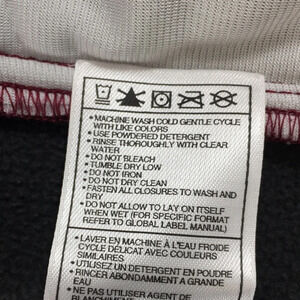 • MACHINE WASH COLD GENTLE CYCLE
WITH LIKE COLORS
• USE POWDERED DETERGENT
• RINSE THOROUGHLY WITH CLEAR
WATER
• DO NOT BLEACH
• TUMBLE DRY LOW
• DO NOT IRON
• DO NOT DRY CLEAN
• FASTEN ALL CLOSURES TO WASH AND
DRY
• DO NOT ALLOW TO LAY ON ITSELF
WHEN WET (FOR SPECIFIC FORMAT
REFER TO GLOBAL LABEL MANUAL)
• LAVER EN MACHINE À L'EAU FROIDE
CYCLE DÉLICAT AVEC COULEURS
SIMILAIRES
• UTILISEZ UN DETERGENT EN POUDRE
• RINCER ABONDAMMENT A GRANDE
EAU
• NE PAS UTILISER AGENT DE
BLANCHIMENT